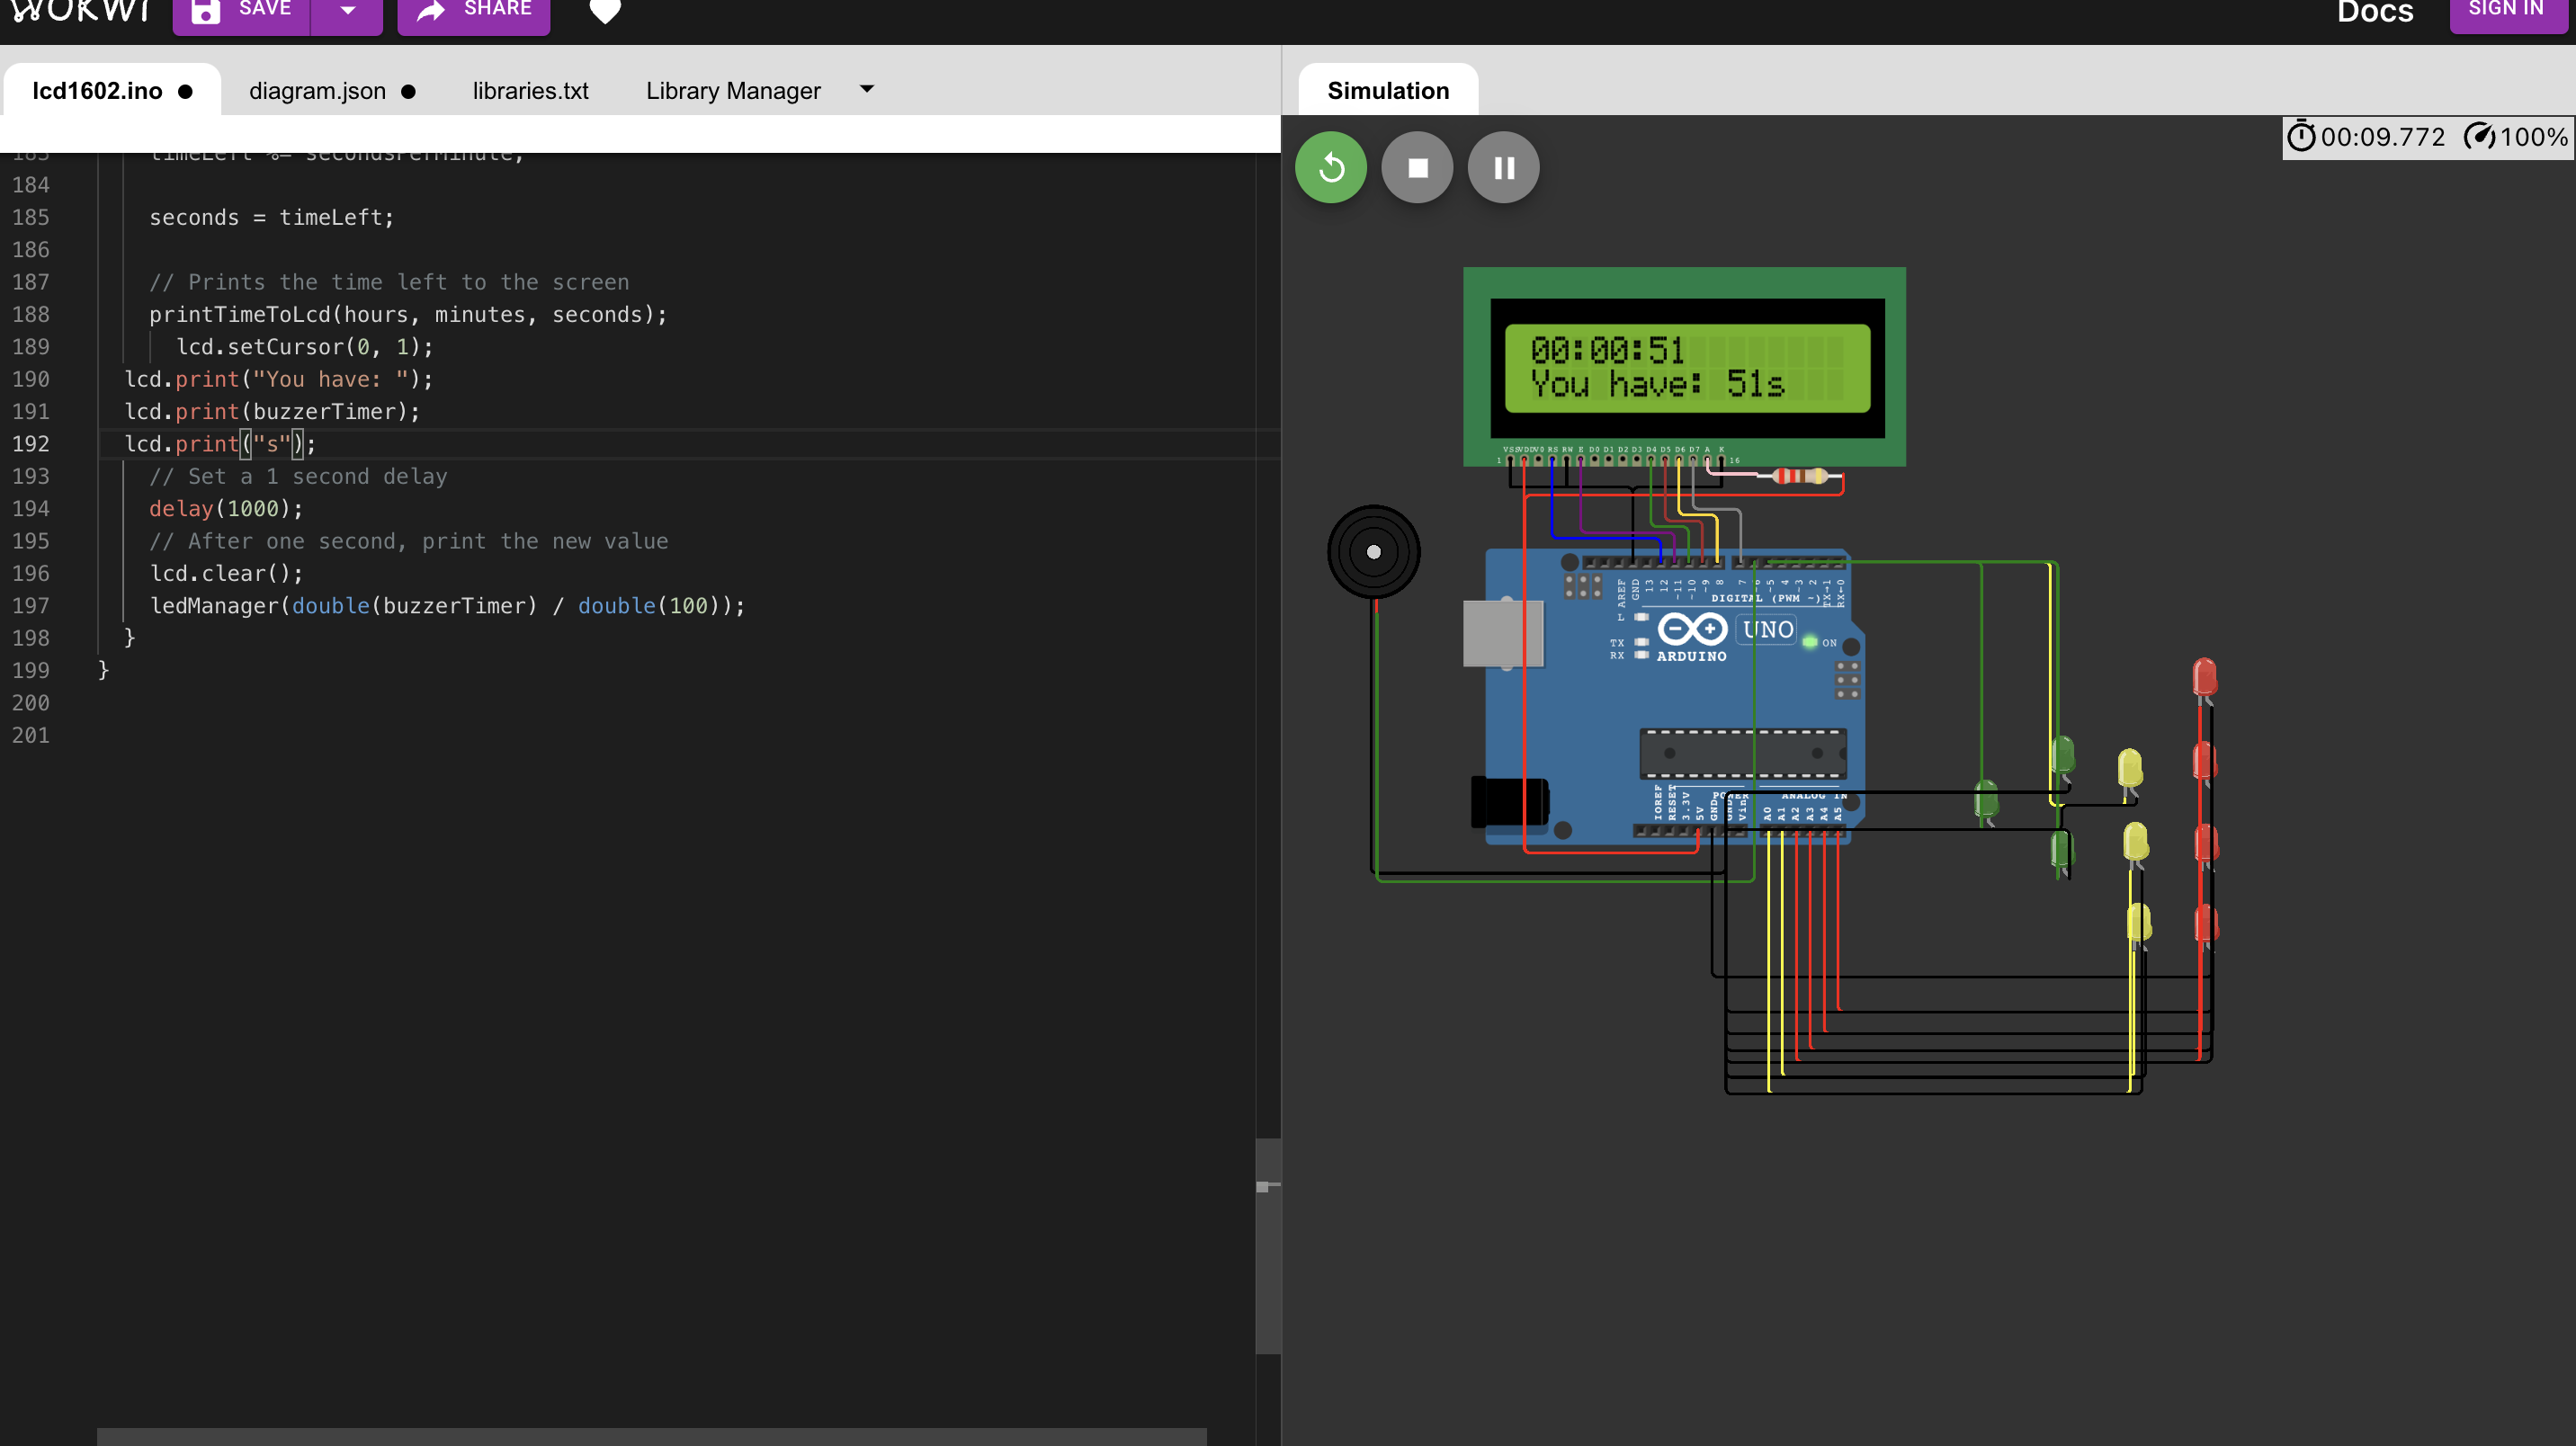 WOKWI SAVE SHARE Docs SIGN IN
lcd1602.ino diagram.json libraries.txt Library Manager
Simulation
00:09.772 100%
183 timeLeft %= secondsPerMinute;
184
185 seconds = timeLeft;
186
187 // Prints the time left to the screen
188 printTimeToLcd(hours, minutes, seconds);
189 lcd.setCursor(0, 1);
190 lcd.print("You have: ");
191 lcd.print(buzzerTimer);
192 lcd.print("s");
193 // Set a 1 second delay
194 delay(1000);
195 // After one second, print the new value
196 lcd.clear();
197 ledManager(double(buzzerTimer) / double(100));
198 }
199 }
200
201
00:00:51
You have: 51s
1 VSS VDD V0 RS RW E D0 D1 D2 D3 D4 D5 D6 D7 A K 16
AREF GND 13 12 ~11 ~10 ~9 8 7 ~6 ~5 4 ~3 2 TX→1 RX←0
DIGITAL (PWM ~)
L
UNO
TX ON
RX ARDUINO
POWER ANALOG IN
IOREF RESET 3.3V 5V GND GND Vin A0 A1 A2 A3 A4 A5